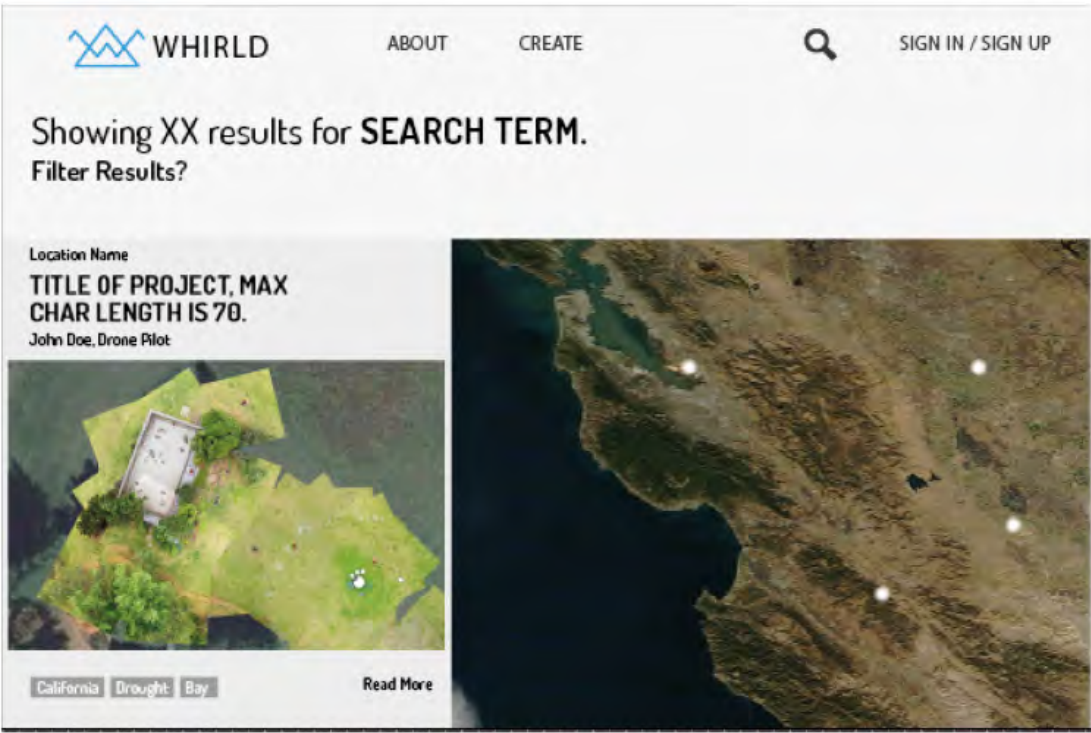 WHIRLD
ABOUT
CREATE
SIGN IN / SIGN UP
Showing XX results for SEARCH TERM.
Filter Results?
Location Name
TITLE OF PROJECT, MAX
CHAR LENGTH IS 70.
John Doe, Drone Pilot
California
Drought
Bay
Read More